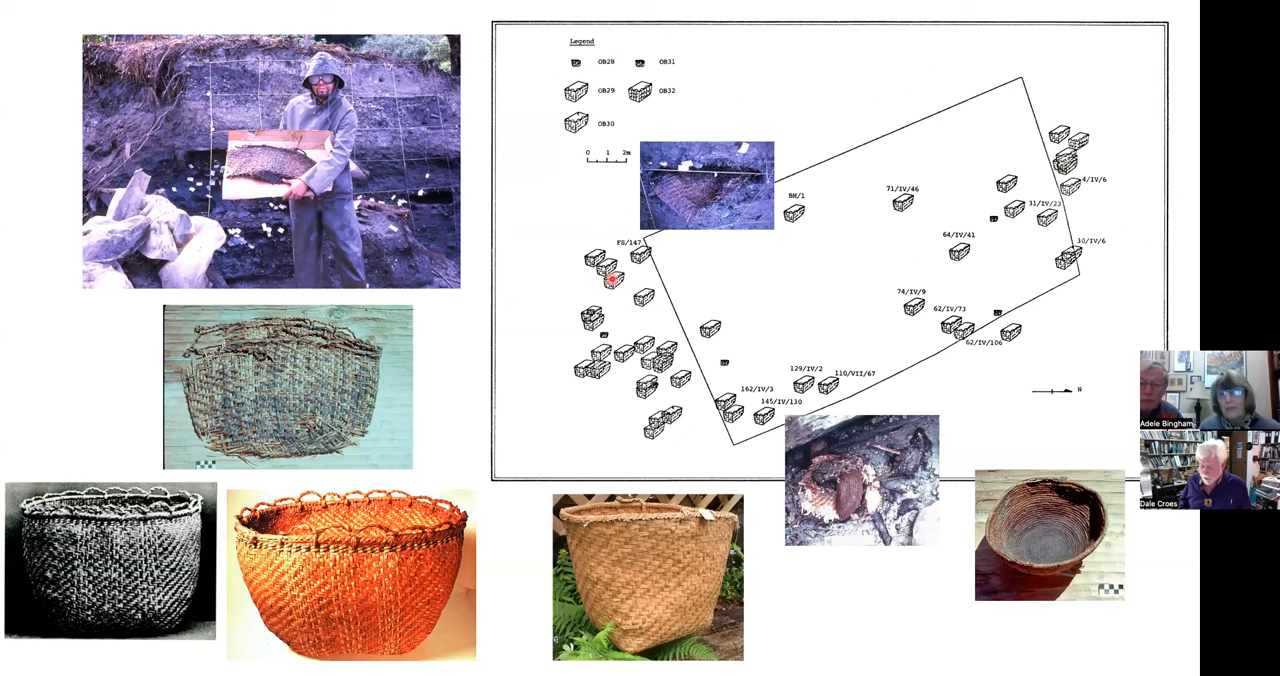 Legend
OB28 OB31
OB29 OB32
OB30
0 1 2m
BH/1
71/IV/46
4/IV/6
31/IV/23
64/IV/41
FS/147
30/IV/6
74/IV/9
62/IV/73
62/IV/106
129/IV/2
110/VII/67
162/IV/3
145/IV/130
N
Adele Bingham
Dale Croes